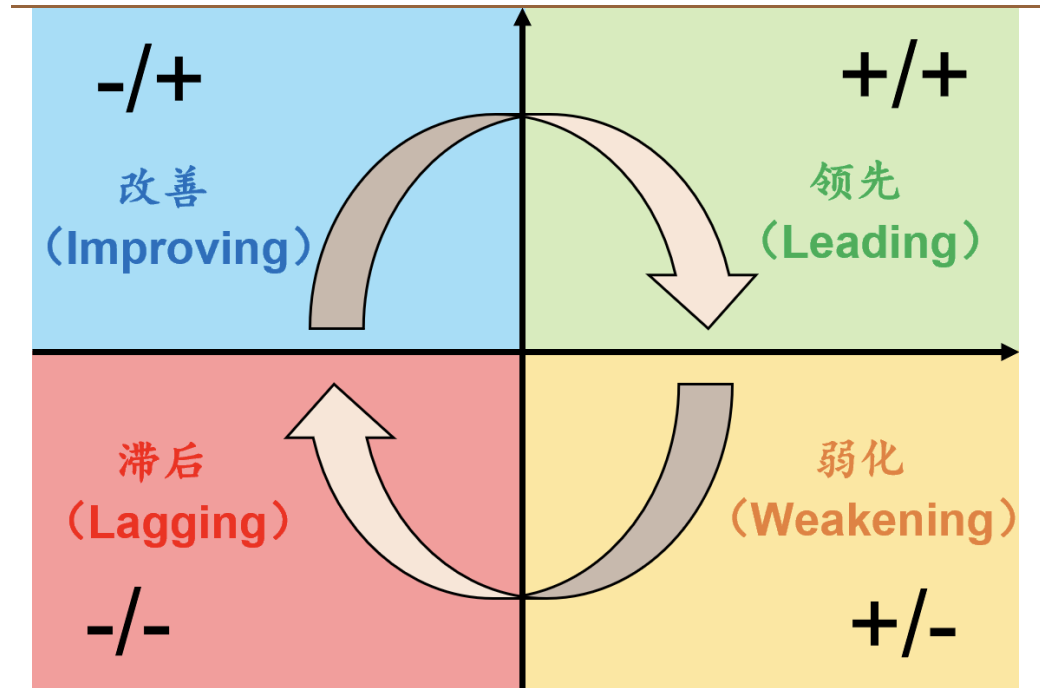 -/+
改善
（Improving）
+/+
领先
（Leading）
滞后
（Lagging）
-/-
弱化
（Weakening）
+/-